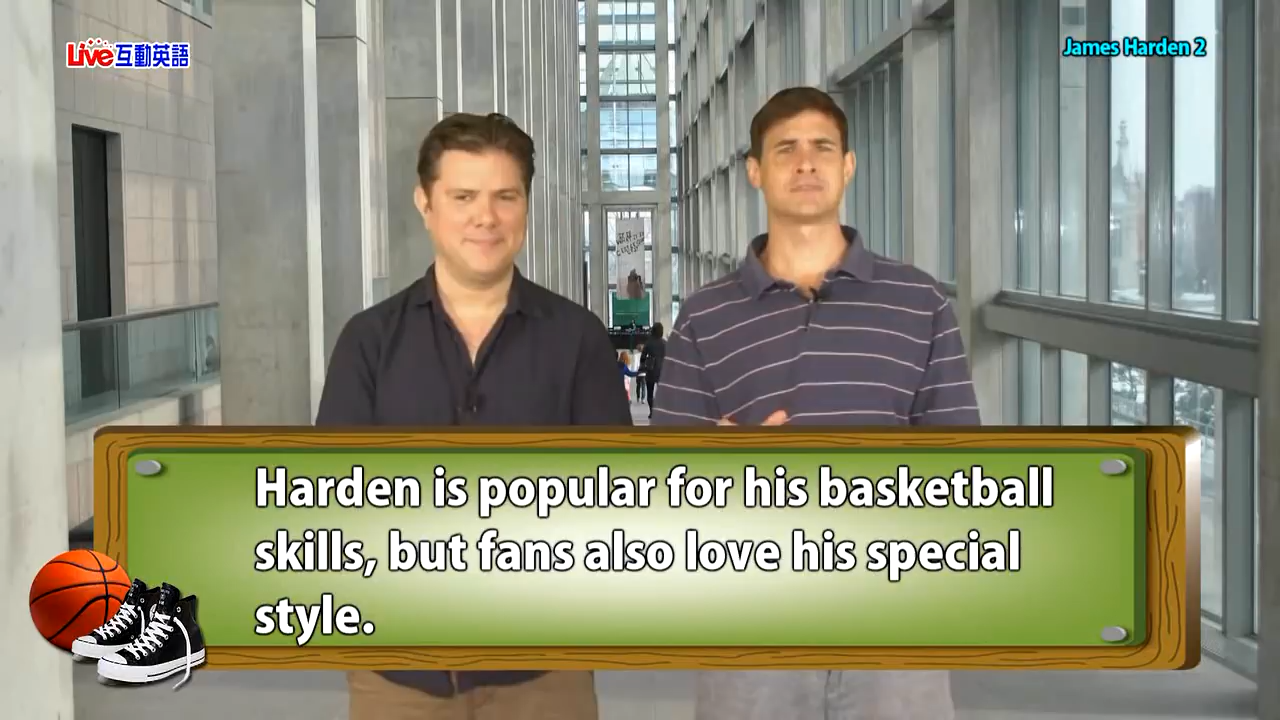 Live互動英語
James Harden 2
Harden is popular for his basketball
skills, but fans also love his special
style.